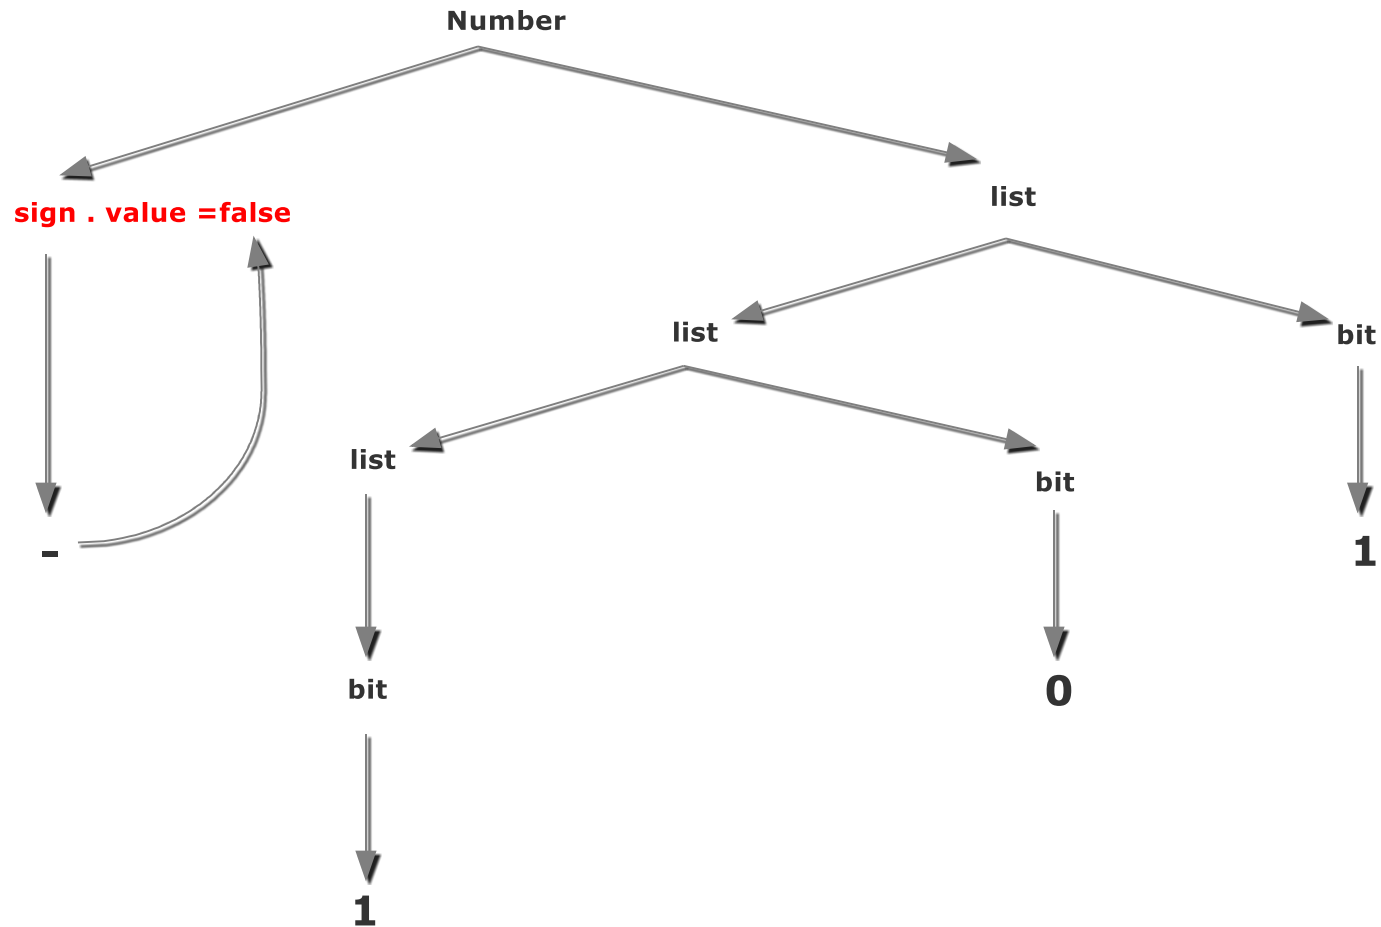 Number
sign . value =false
list
list
bit
list
bit
-
1
bit
0
1